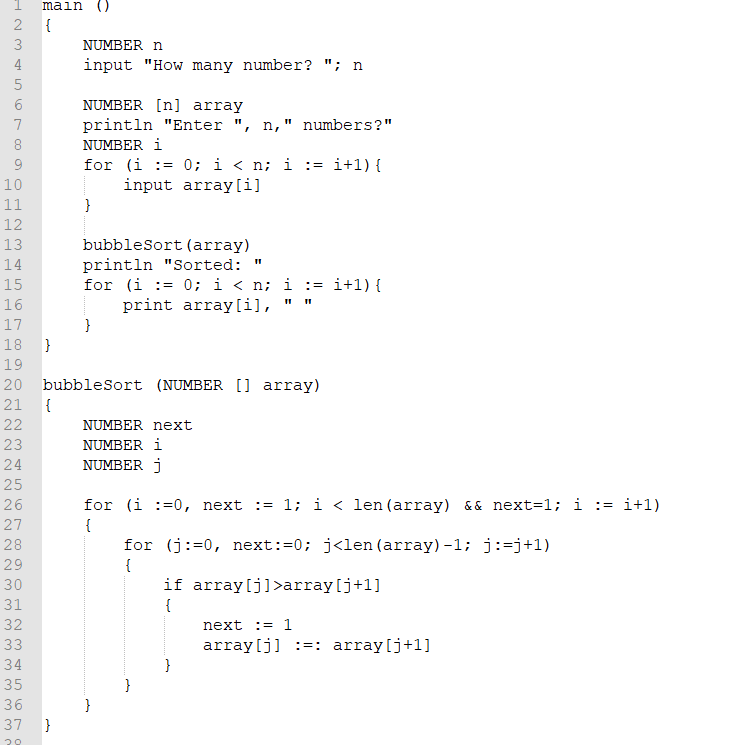 1 main ()
2 {
3     NUMBER n
4     input "How many number? "; n
5
6     NUMBER [n] array
7     println "Enter ", n," numbers?"
8     NUMBER i
9     for (i := 0; i < n; i := i+1){
10         input array[i]
11     }
12
13     bubbleSort(array)
14     println "Sorted: "
15     for (i := 0; i < n; i := i+1){
16         print array[i], " "
17     }
18 }
19
20 bubbleSort (NUMBER [] array)
21 {
22     NUMBER next
23     NUMBER i
24     NUMBER j
25
26     for (i :=0, next := 1; i < len(array) && next=1; i := i+1)
27     {
28         for (j:=0, next:=0; j<len(array)-1; j:=j+1)
29         {
30             if array[j]>array[j+1]
31             {
32                 next := 1
33                 array[j] :=: array[j+1]
34             }
35         }
36     }
37 }
38